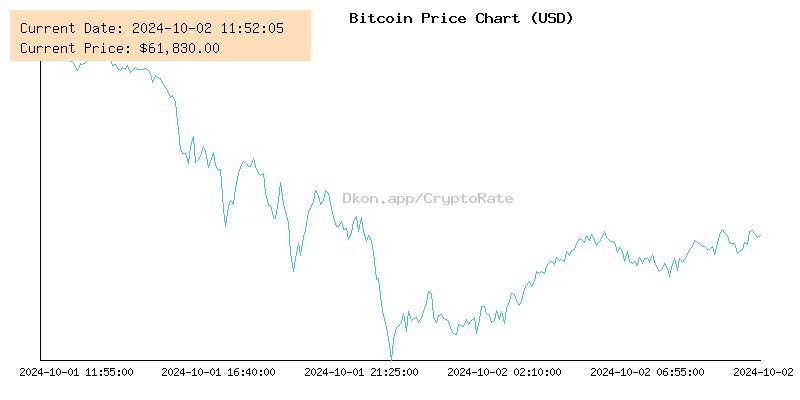 Bitcoin Price Chart (USD)
Current Date: 2024-10-02 11:52:05
Current Price: $61,830.00
Dkon.app/CryptoRate
2024-10-01 11:55:00 2024-10-01 16:40:00 2024-10-01 21:25:00 2024-10-02 02:10:00 2024-10-02 06:55:00 2024-10-02